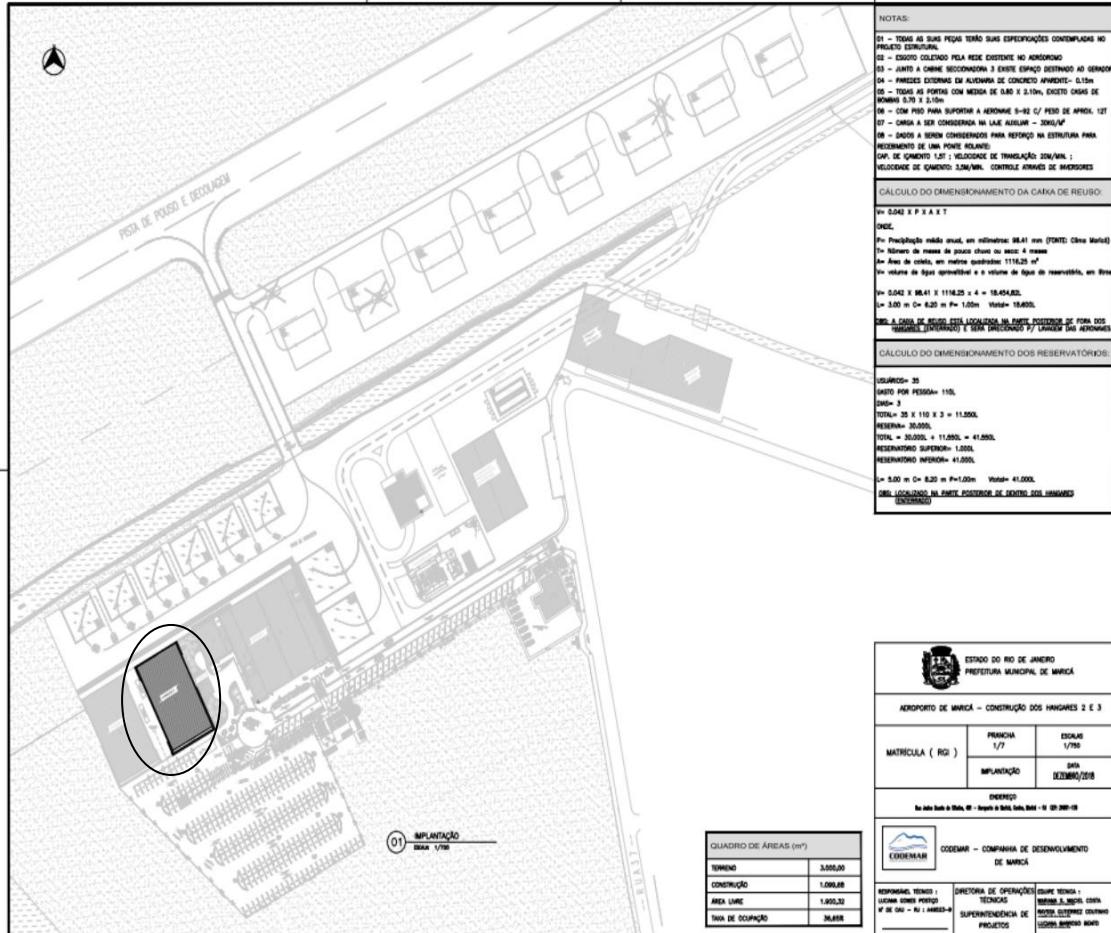 PISTA DE POUSO E DECOLAGEM
01
IMPLANTAÇÃO
ESCALA 1/750
NOTAS:
01 - TODAS AS SUAS PEÇAS TERÃO SUAS ESPECIFICAÇÕES CONTEMPLADAS NO
PROJETO ESTRUTURAL
02 - ESGOTO COLETADO PELA REDE EXISTENTE NO AERÓDROMO
03 - JUNTO A CABINE SECCIONADORA 3 EXISTE ESPAÇO DESTINADO AO GERADOR
04 - PAREDES EXTERNAS EM ALVENARIA DE CONCRETO APARENTE- 0.15m
05 - TODAS AS PORTAS COM MEDIDA DE 0.80 X 2.10m, EXCETO CASAS DE
BOMBAS 0.70 X 2.10m
06 - COM PISO PARA SUPORTAR A AERONAVE S-92 C/ PESO DE APROX. 12T
07 - CARGA A SER CONSIDERADA NA LAJE AUXILIAR - 30KG/M²
08 - DADOS A SEREM CONSIDERADOS PARA REFORÇO NA ESTRUTURA PARA
RECEBIMENTO DE UMA PONTE ROLANTE:
CAP. DE IÇAMENTO 1,5T ; VELOCIDADE DE TRANSLAÇÃO: 20M/MIN. ;
VELOCIDADE DE IÇAMENTO: 3,5M/MIN. CONTROLE ATRAVÉS DE INVERSORES
CÁLCULO DO DIMENSIONAMENTO DA CAIXA DE REUSO:
V= 0.042 X P X A X T
ONDE,
P= Precipitação média anual, em milímetros: 98.41 mm (FONTE: Clima Maricá)
T= Número de meses de pouca chuva ou seca: 4 meses
A= Área de coleta, em metros quadrados: 1116.25 m²
V= volume de água aproveitável e o volume de água do reservatório, em litros
V= 0.042 X 98.41 X 1116.25 x 4 = 18.454,82L
L= 3.00 m C= 6.20 m P= 1.00m Vtotal= 18.600L
OBS: A CAIXA DE REUSO ESTÁ LOCALIZADA NA PARTE POSTERIOR DE FORA DOS
HANGARES (ENTERRADO) E SERÁ DIRECIONADO P/ LAVAGEM DAS AERONAVES
CÁLCULO DO DIMENSIONAMENTO DOS RESERVATÓRIOS:
USUÁRIOS= 35
GASTO POR PESSOA= 110L
DIAS= 3
TOTAL= 35 X 110 X 3 = 11.550L
RESERVA= 30.000L
TOTAL = 30.000L + 11.550L = 41.550L
RESERVATÓRIO SUPERIOR= 1.000L
RESERVATÓRIO INFERIOR= 41.000L
L= 5.00 m C= 8.20 m P=1.00m Vtotal= 41.000L
OBS: LOCALIZADO NA PARTE POSTERIOR DE DENTRO DOS HANGARES
(ENTERRADO)
QUADRO DE ÁREAS (m²)
TERRENO 3.000,00
CONSTRUÇÃO 1.099,68
ÁREA LIVRE 1.900,32
TAXA DE OCUPAÇÃO 36,65%
ESTADO DO RIO DE JANEIRO
PREFEITURA MUNICIPAL DE MARICÁ
AEROPORTO DE MARICÁ - CONSTRUÇÃO DOS HANGARES 2 E 3
MATRÍCULA ( RGI )
PRANCHA
1/7
ESCALAS
1/750
IMPLANTAÇÃO
DATA
DEZEMBRO/2018
ENDEREÇO
CODEMAR
CODEMAR - COMPANHIA DE DESENVOLVIMENTO
DE MARICÁ
RESPONSÁVEL TÉCNICO :
LUCIANA GOMES POSTIÇO
Nº DE CAU - RJ :
DIRETORIA DE OPERAÇÕES
TÉCNICAS
SUPERINTENDÊNCIA DE
PROJETOS
EQUIPE TÉCNICA :
MARIANA S. MACIEL COSTA
GUTERREZ COUTINHO
LUCIANA BARROSO BENTO